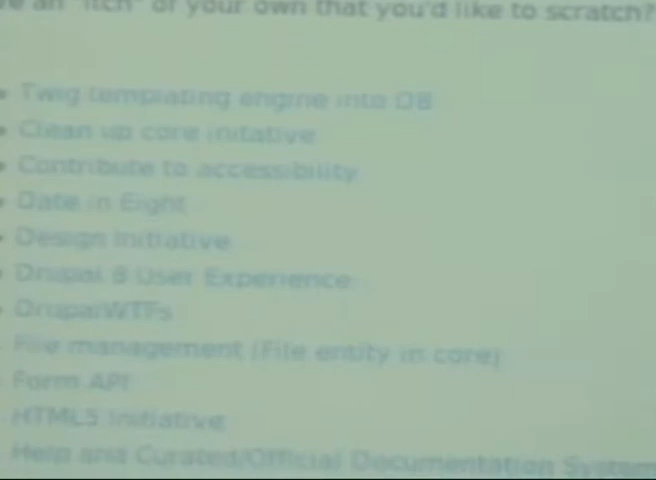 an "itch" of your own that you'd like to scratch?
Twig templating engine into D8
Clean up core initative
Contribute to accessibility
Date in Eight
Design Initiative
Drupal 8 User Experience
DrupalWTFs
File management (File entity in core)
Form API
HTML5 Initiative
Help and Curated/Official Documentation System